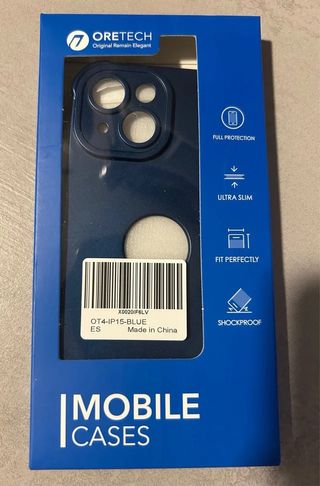 ORETECH
Original Remain Elegant
FULL PROTECTION
ULTRA SLIM
FIT PERFECTLY
SHOCKPROOF
OT4-IP15-BLUE
ES Made in China
MOBILE
CASES